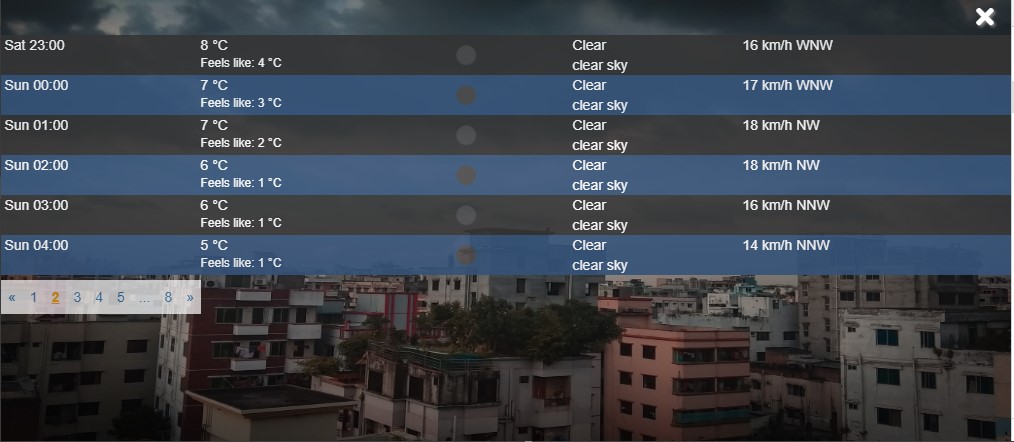 Sat 23:00 8 °C Clear 16 km/h WNW
Feels like: 4 °C clear sky
Sun 00:00 7 °C Clear 17 km/h WNW
Feels like: 3 °C clear sky
Sun 01:00 7 °C Clear 18 km/h NW
Feels like: 2 °C clear sky
Sun 02:00 6 °C Clear 18 km/h NW
Feels like: 1 °C clear sky
Sun 03:00 6 °C Clear 16 km/h NNW
Feels like: 1 °C clear sky
Sun 04:00 5 °C Clear 14 km/h NNW
Feels like: 1 °C clear sky
« 1 2 3 4 5 ... 8 »